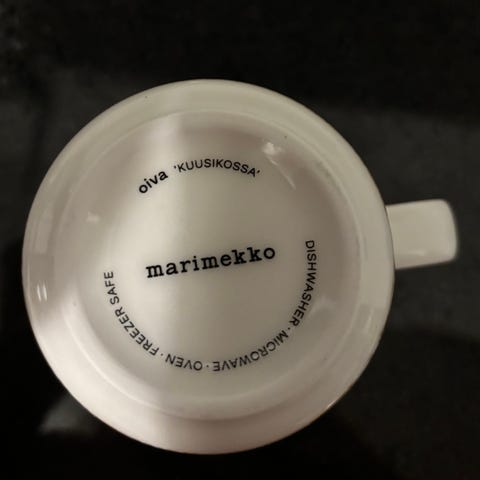 oiva 'KUUSIKOSSA'
marimekko
DISHWASHER · MICROWAVE · OVEN · FREEZER SAFE